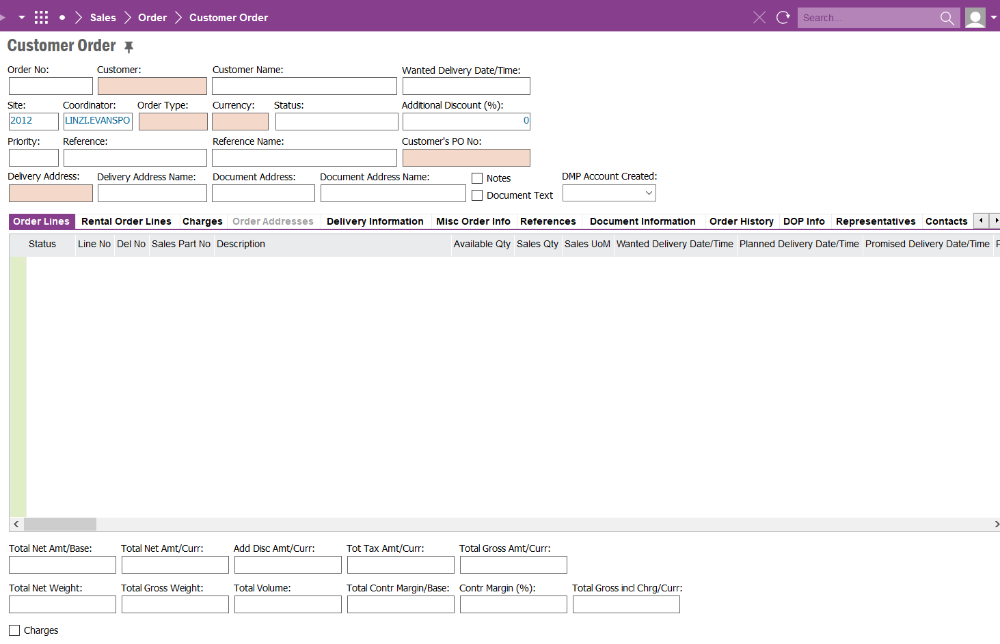 Sales Order Customer Order Search...
Customer Order
Order No: Customer: Customer Name: Wanted Delivery Date/Time:
Site: Coordinator: Order Type: Currency: Status: Additional Discount (%):
2012 LINZI.EVANSPO 0
Priority: Reference: Reference Name: Customer's PO No:
Delivery Address: Delivery Address Name: Document Address: Document Address Name: Notes DMP Account Created:
Document Text
Order Lines Rental Order Lines Charges Order Addresses Delivery Information Misc Order Info References Document Information Order History DOP Info Representatives Contacts
Status Line No Del No Sales Part No Description Available Qty Sales Qty Sales UoM Wanted Delivery Date/Time Planned Delivery Date/Time Promised Delivery Date/Time
Total Net Amt/Base: Total Net Amt/Curr: Add Disc Amt/Curr: Tot Tax Amt/Curr: Total Gross Amt/Curr:
Total Net Weight: Total Gross Weight: Total Volume: Total Contr Margin/Base: Contr Margin (%): Total Gross incl Chrg/Curr:
Charges